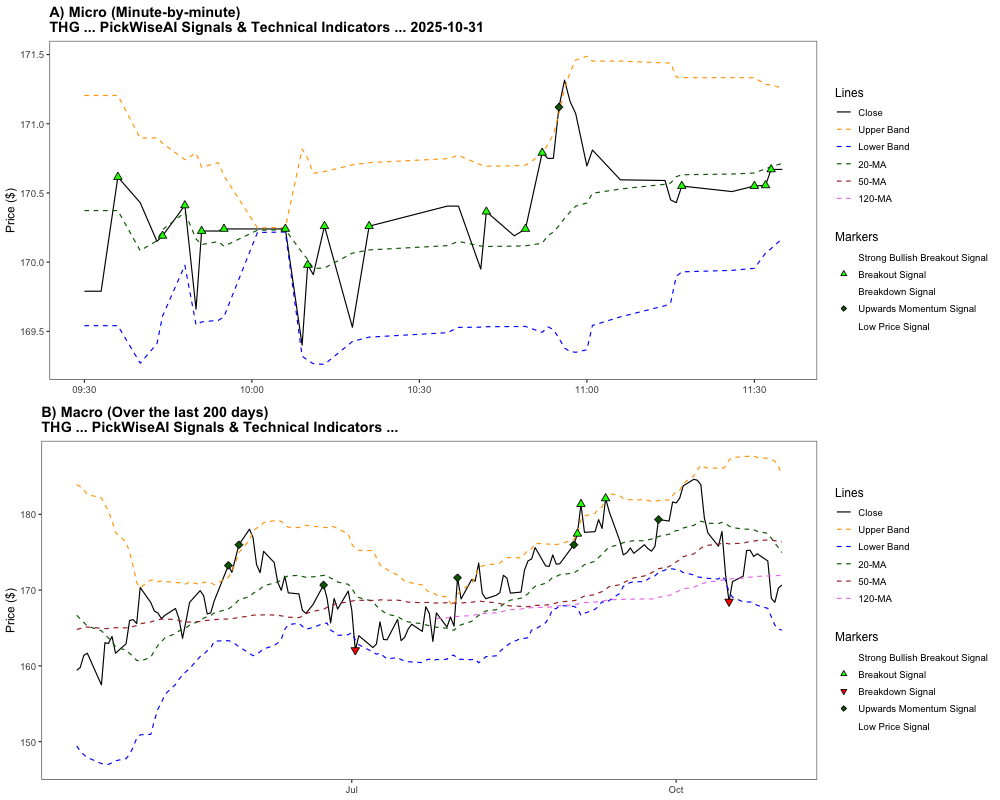 A) Micro (Minute-by-minute)
THG ... PickWiseAI Signals & Technical Indicators ... 2025-10-31
Price ($)
171.5
171.0
170.5
170.0
169.5
09:30
10:00
10:30
11:00
11:30
Lines
Close
Upper Band
Lower Band
20-MA
50-MA
120-MA
Markers
Strong Bullish Breakout Signal
Breakout Signal
Breakdown Signal
Upwards Momentum Signal
Low Price Signal
B) Macro (Over the last 200 days)
THG ... PickWiseAI Signals & Technical Indicators ...
Price ($)
180
170
160
150
Jul
Oct
Lines
Close
Upper Band
Lower Band
20-MA
50-MA
120-MA
Markers
Strong Bullish Breakout Signal
Breakout Signal
Breakdown Signal
Upwards Momentum Signal
Low Price Signal